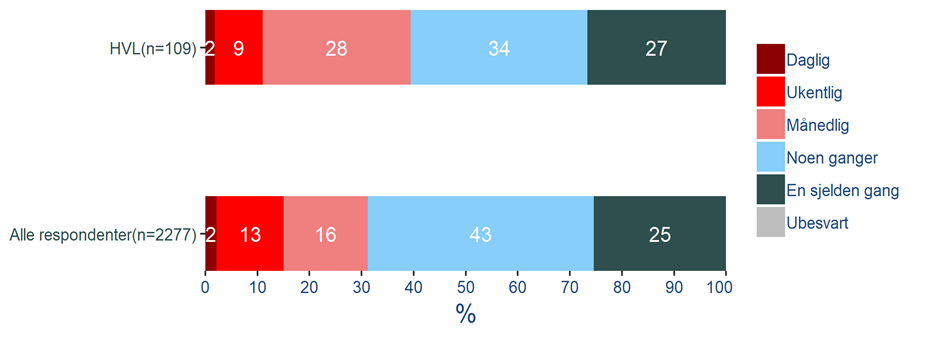 HVL(n=109)
2 9 28 34 27
Alle respondenter(n=2277)
2 13 16 43 25
0 10 20 30 40 50 60 70 80 90 100
%
Daglig
Ukentlig
Månedlig
Noen ganger
En sjelden gang
Ubesvart